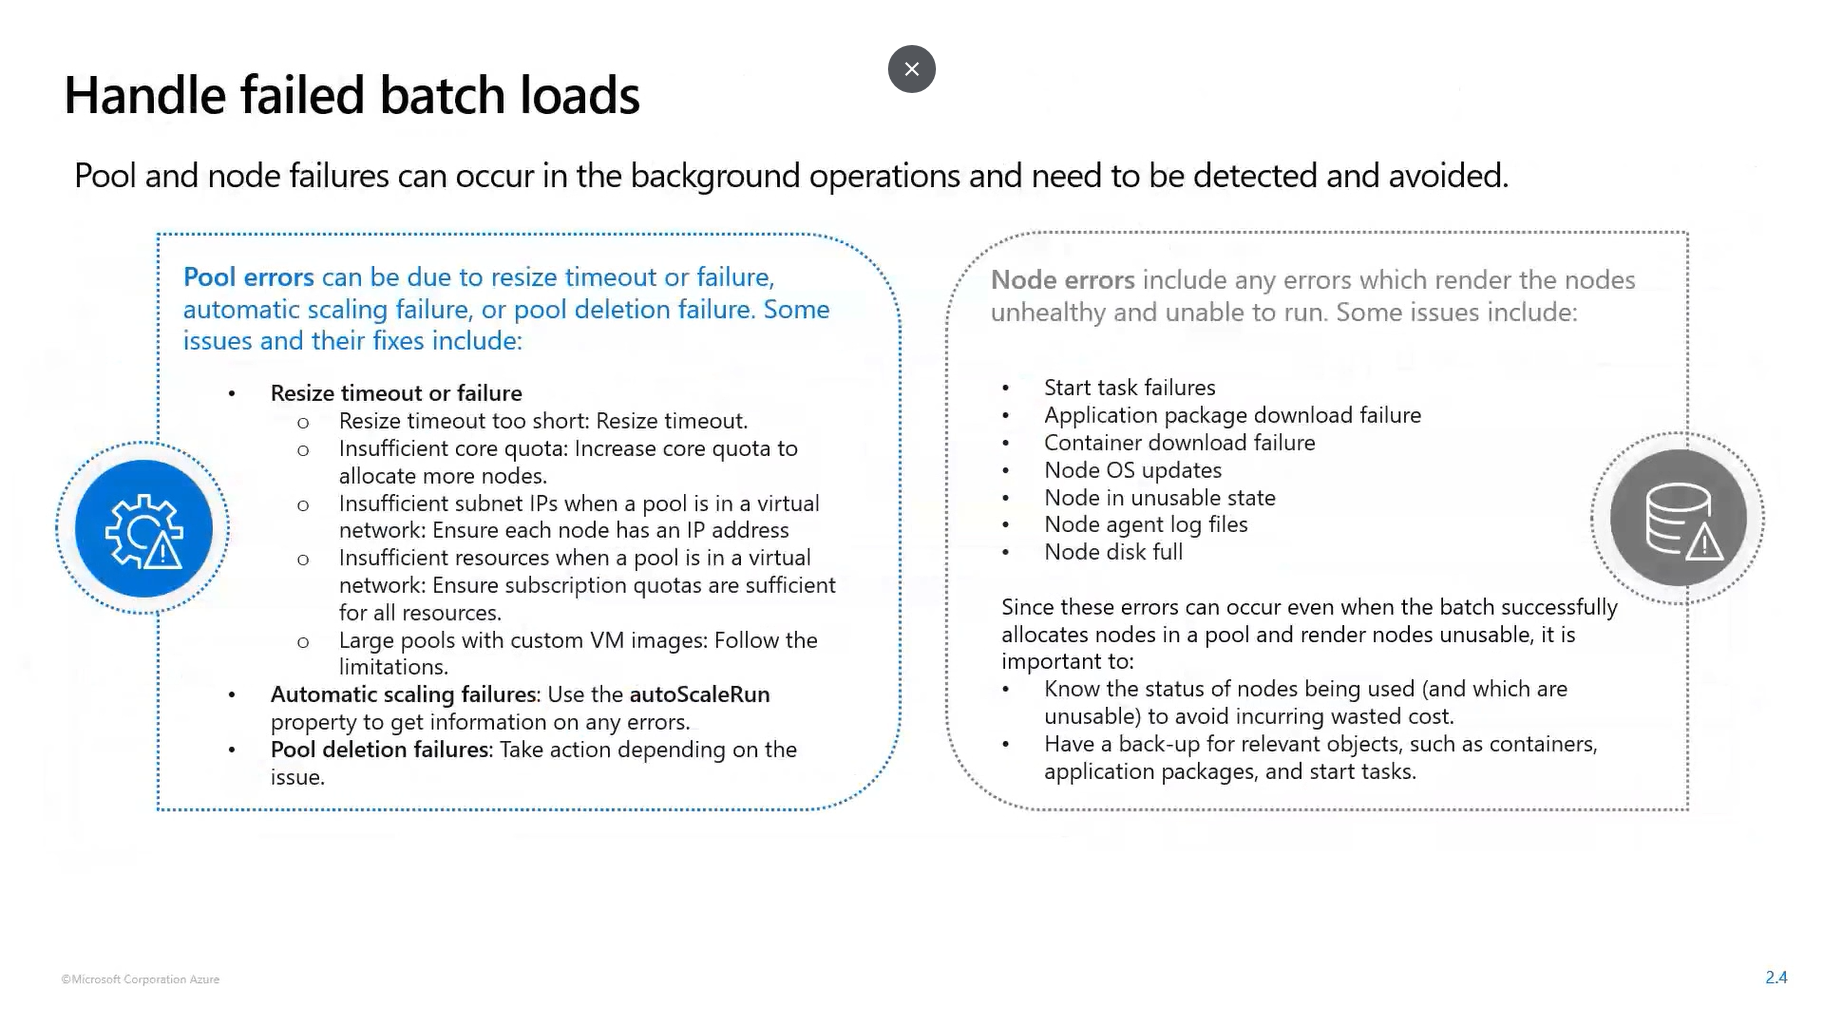 Handle failed batch loads
Pool and node failures can occur in the background operations and need to be detected and avoided.
Pool errors can be due to resize timeout or failure,
automatic scaling failure, or pool deletion failure. Some
issues and their fixes include:
• Resize timeout or failure
o Resize timeout too short: Resize timeout.
o Insufficient core quota: Increase core quota to
allocate more nodes.
o Insufficient subnet IPs when a pool is in a virtual
network: Ensure each node has an IP address
o Insufficient resources when a pool is in a virtual
network: Ensure subscription quotas are sufficient
for all resources.
o Large pools with custom VM images: Follow the
limitations.
• Automatic scaling failures: Use the autoScaleRun
property to get information on any errors.
• Pool deletion failures: Take action depending on the
issue.
Node errors include any errors which render the nodes
unhealthy and unable to run. Some issues include:
• Start task failures
• Application package download failure
• Container download failure
• Node OS updates
• Node in unusable state
• Node agent log files
• Node disk full
Since these errors can occur even when the batch successfully
allocates nodes in a pool and render nodes unusable, it is
important to:
• Know the status of nodes being used (and which are
unusable) to avoid incurring wasted cost.
• Have a back-up for relevant objects, such as containers,
application packages, and start tasks.
©Microsoft Corporation Azure
2.4